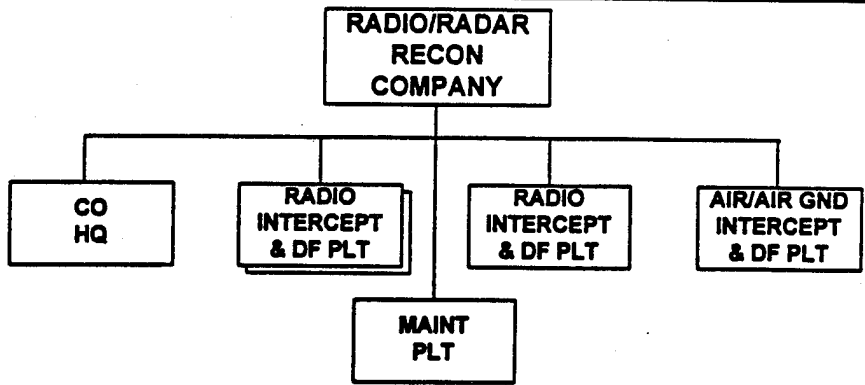 RADIO/RADAR
RECON
COMPANY
CO
HQ
RADIO
INTERCEPT
& DF PLT
RADIO
INTERCEPT
& DF PLT
AIR/AIR GND
INTERCEPT
& DF PLT
MAINT
PLT